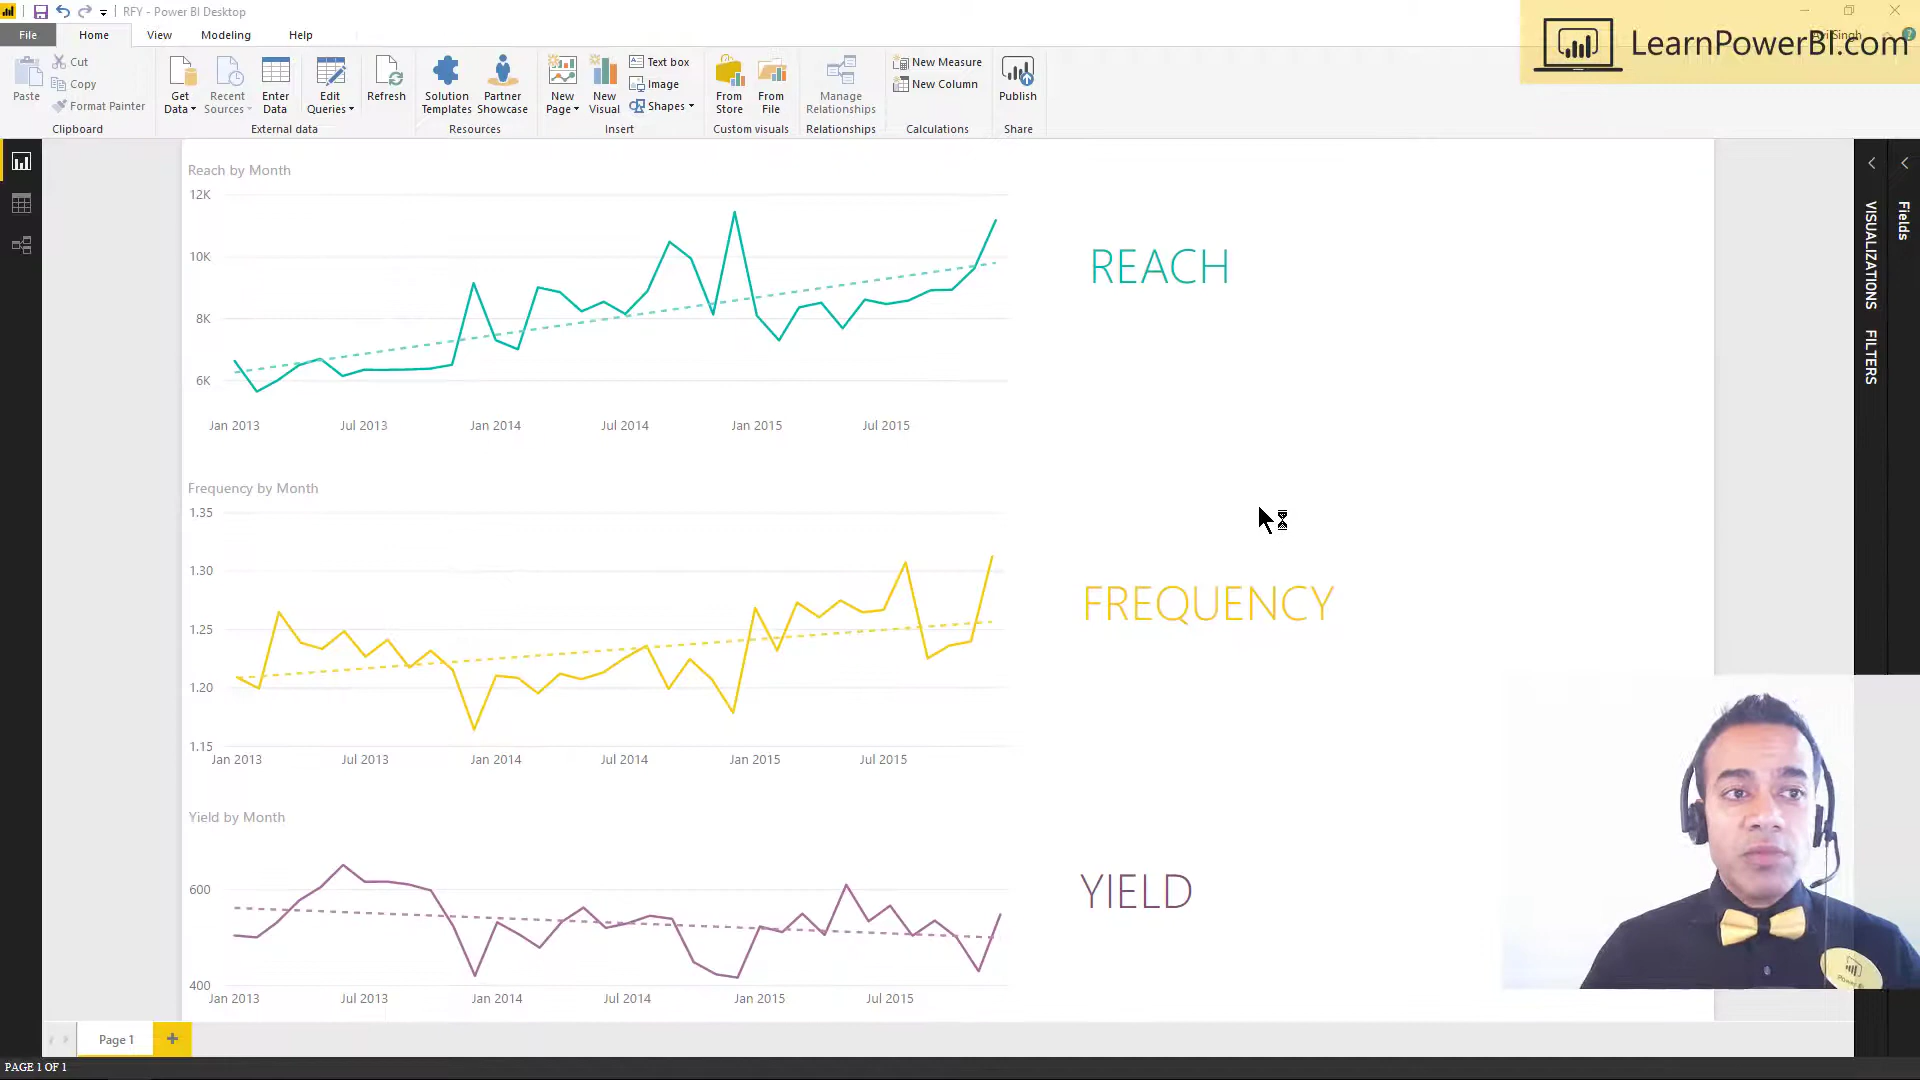 RFY - Power BI Desktop
File
Home
View
Modeling
Help
LearnPowerBI.com
Paste
Cut
Copy
Format Painter
Clipboard
Get Data
Recent Sources
Enter Data
Edit Queries
External data
Refresh
Solution Templates
Partner Showcase
Resources
New Page
New Visual
Text box
Image
Shapes
Insert
From Store
From File
Custom visuals
Manage Relationships
Relationships
New Measure
New Column
Calculations
Publish
Share
Reach by Month
12K
10K
8K
6K
Jan 2013
Jul 2013
Jan 2014
Jul 2014
Jan 2015
Jul 2015
REACH
Frequency by Month
1.35
1.30
1.25
1.20
1.15
Jan 2013
Jul 2013
Jan 2014
Jul 2014
Jan 2015
Jul 2015
FREQUENCY
Yield by Month
600
400
Jan 2013
Jul 2013
Jan 2014
Jul 2014
Jan 2015
Jul 2015
YIELD
VISUALIZATIONS
FILTERS
Fields
Page 1
PAGE 1 OF 1